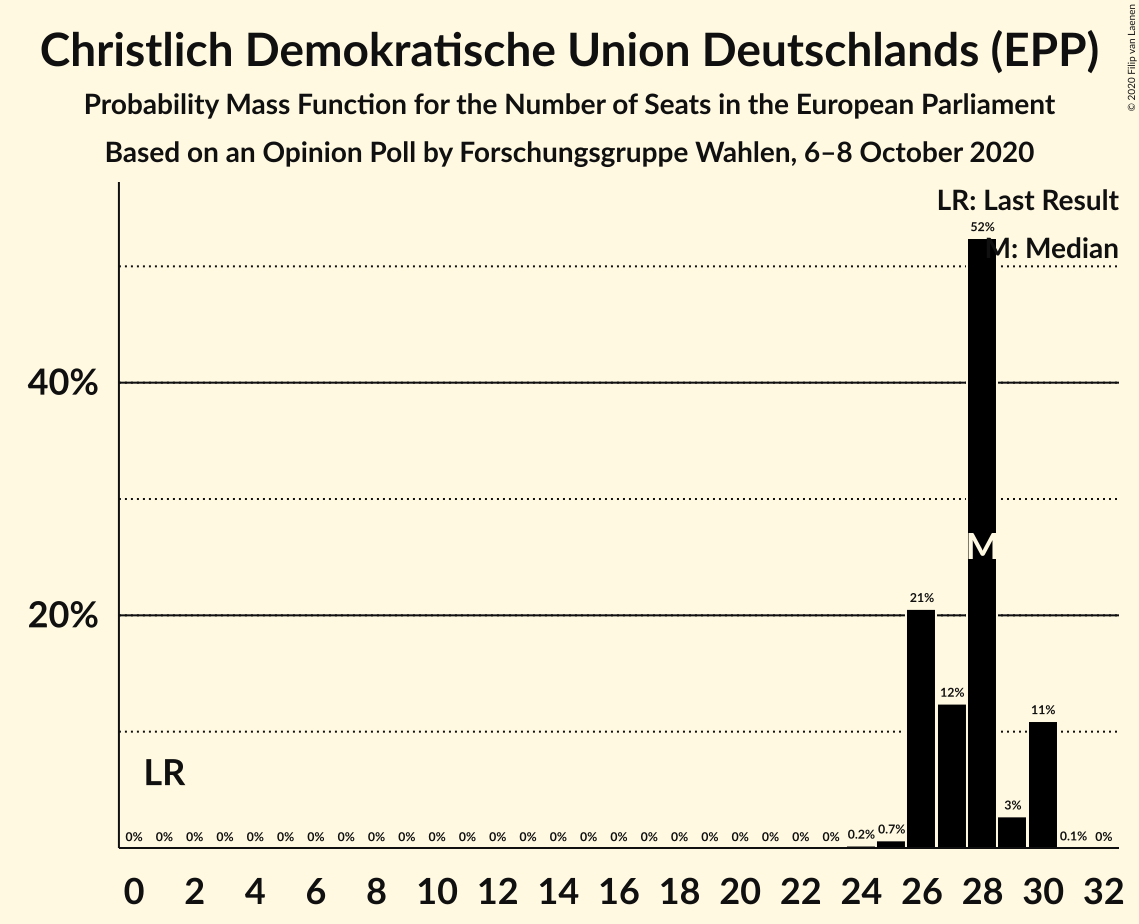 Christlich Demokratische Union Deutschlands (EPP)
Probability Mass Function for the Number of Seats in the European Parliament
Based on an Opinion Poll by Forschungsgruppe Wahlen, 6–8 October 2020
© 2020 Filip van Laenen
LR: Last Result
M: Median
52%
40%
M
20%
21%
12%
11%
LR
3%
0% 0% 0% 0% 0% 0% 0% 0% 0% 0% 0% 0% 0% 0% 0% 0% 0% 0% 0% 0% 0% 0% 0% 0% 0.2% 0.7% 0.1% 0%
0 2 4 6 8 10 12 14 16 18 20 22 24 26 28 30 32